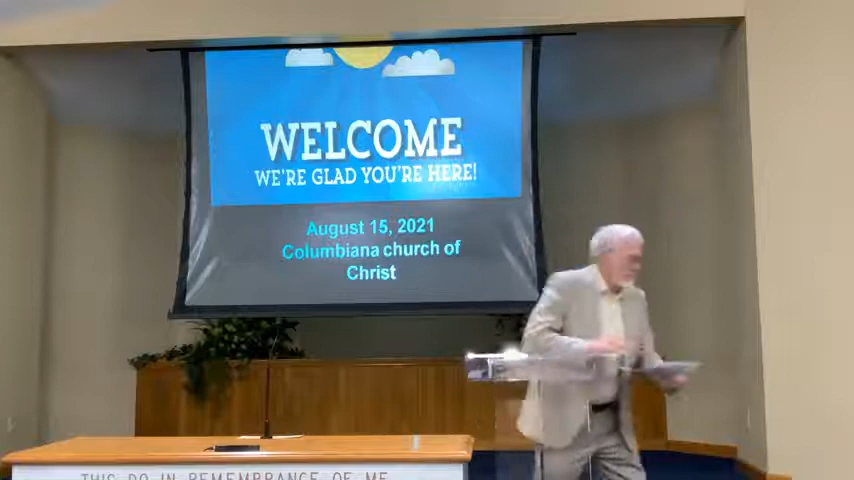 WELCOME
WE'RE GLAD YOU'RE HERE!
August 15, 2021
Columbiana church of
Christ
THIS DO IN REMEMBRANCE OF ME